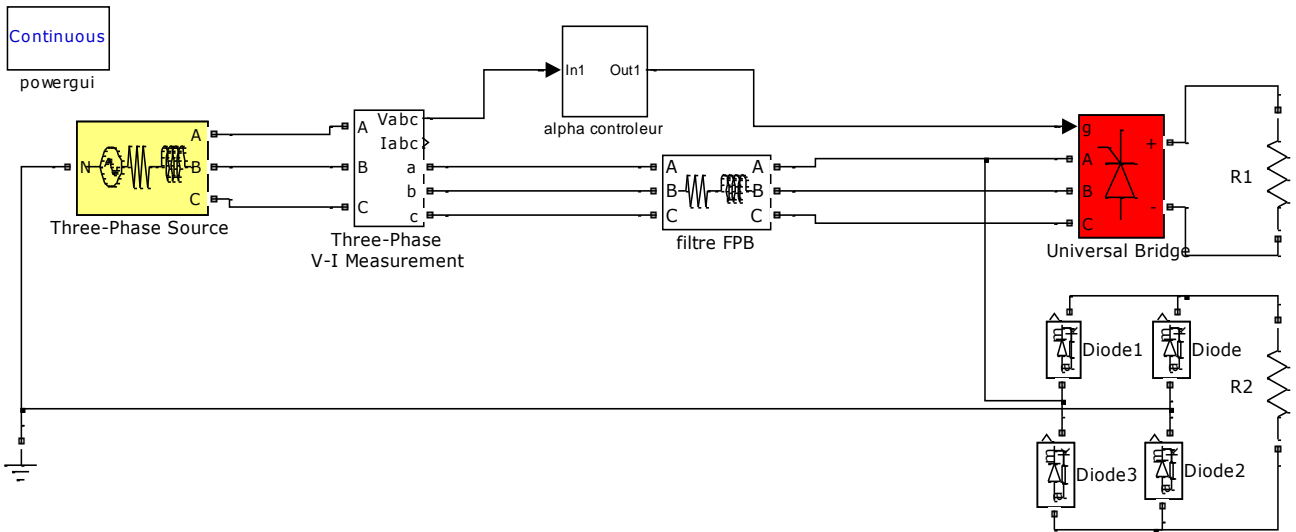 Continuous
powergui
In1 Out1
alpha controleur
Vabc
Iabc
A
B
C
a
b
c
N
A
B
C
Three-Phase Source
Three-Phase
V-I Measurement
A
B
C
A
B
C
filtre FPB
g
A
B
C
+
-
Universal Bridge
R1
Diode1
Diode
R2
Diode3
Diode2